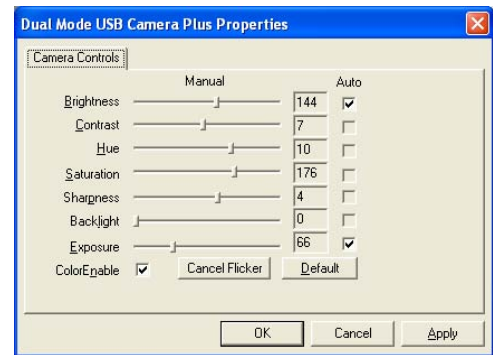 Dual Mode USB Camera Plus Properties
Camera Controls
Manual Auto
Brightness 144
Contrast 7
Hue 10
Saturation 176
Sharpness 4
Backlight 0
Exposure 66
ColorEnable Cancel Flicker Default
OK Cancel Apply